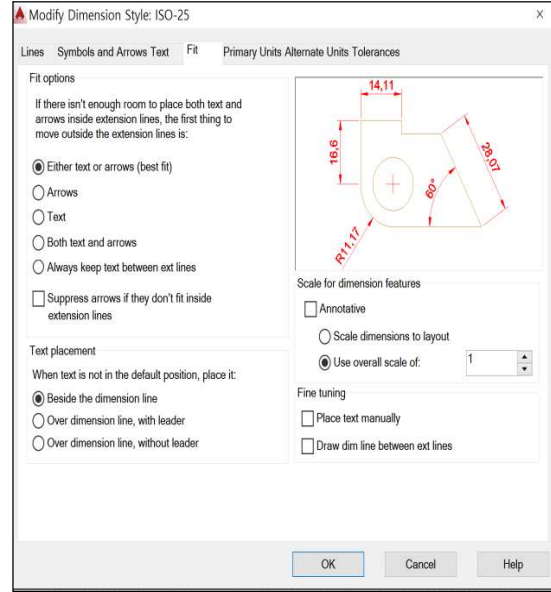 Modify Dimension Style: ISO-25
X
Lines Symbols and Arrows Text Fit Primary Units Alternate Units Tolerances
Fit options
If there isn't enough room to place both text and
arrows inside extension lines, the first thing to
move outside the extension lines is:
Either text or arrows (best fit)
Arrows
Text
Both text and arrows
Always keep text between ext lines
Suppress arrows if they don't fit inside
extension lines
Text placement
When text is not in the default position, place it:
Beside the dimension line
Over dimension line, with leader
Over dimension line, without leader
14,11
16,6
28,07
60°
R11,17
Scale for dimension features
Annotative
Scale dimensions to layout
Use overall scale of: 1
Fine tuning
Place text manually
Draw dim line between ext lines
OK Cancel Help